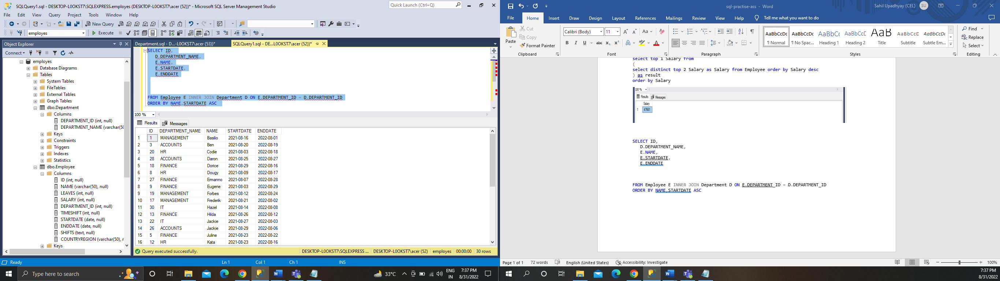 SQLQuery1.sql - DESKTOP-L0OKST7\SQLEXPRESS.employes (DESKTOP-L0OKST7\acer (52))* - Microsoft SQL Server Management Studio
Quick Launch (Ctrl+Q)
File Edit View Query Project Tools Window Help
New Query
employes
Execute
Object Explorer
Connect
employes
Database Diagrams
Tables
System Tables
FileTables
External Tables
Graph Tables
dbo.Department
Columns
DEPARTMENT_ID (int, null)
DEPARTMENT_NAME (varchar(50
Keys
Constraints
Triggers
Indexes
Statistics
dbo.Employee
Columns
ID (int, null)
NAME (varchar(50), null)
LEAVES (int, null)
SALARY (int, null)
DEPARTMENT_ID (int, null)
TIMESHIFT (int, null)
STARTDATE (date, null)
ENDDATE (date, null)
SHIFTS (text, null)
COUNTRYREGION (varchar(50), r
Keys
Department.sql - D...-L0OKST7\acer (53))*
SQLQuery1.sql - DE...L0OKST7\acer (52))*
SELECT ID,
D.DEPARTMENT_NAME,
E.NAME,
E.STARTDATE,
E.ENDDATE
FROM Employee E INNER JOIN Department D ON E.DEPARTMENT_ID = D.DEPARTMENT_ID
ORDER BY NAME,STARTDATE ASC
100 %
Results Messages
ID DEPARTMENT_NAME NAME STARTDATE ENDDATE
1 1 MANAGEMENT Basilio 2021-08-16 2022-08-01
2 3 ACCOUNTS Ben 2021-08-20 2022-08-19
3 20 HR Codie 2021-08-03 2022-08-18
4 28 ACCOUNTS Daron 2021-08-25 2022-08-27
5 18 FINANCE Dorice 2021-08-29 2022-08-16
6 8 HR Dougy 2021-08-09 2022-08-17
7 27 FINANCE Ermanno 2021-08-07 2022-08-28
8 9 FINANCE Eugene 2021-08-03 2022-08-29
9 19 MANAGEMENT Forbes 2021-08-12 2022-08-24
10 17 MANAGEMENT Frederik 2021-08-21 2022-08-02
11 30 IT Hazel 2021-08-14 2022-08-08
12 13 FINANCE Hilda 2021-08-26 2022-08-12
13 22 IT Jackie 2021-08-27 2022-08-03
14 26 ACCOUNTS Jackie 2021-08-29 2022-08-06
15 5 FINANCE Juline 2021-08-23 2022-08-22
16 12 HR Kata 2021-08-23 2022-08-16
Query executed successfully. DESKTOP-L0OKST7\SQLEXPRESS ... DESKTOP-L0OKST7\acer (52) employes 00:00:00 30 rows
Ready Ln 1 Col 1 Ch 1 INS
Type here to search
33°C
ENG
IN
7:37 PM
8/31/2022
sql-practise-ass - Word
Sahil Upadhyay (CEL) SU
File Home Insert Draw Design Layout References Mailings Review View Help Tell me what you want to do
Paste
Cut
Copy
Format Painter
Clipboard
Calibri (Body) 11
Font
Paragraph
AaBbCcDc AaBbCcDc AaBbCc AaBbCcD AaB AaBbCcD AaBbCcDc
¶ Normal ¶ No Spac... Heading 1 Heading 2 Title Subtitle Subtle Em...
Styles
Find
Replace
Select
Editing
select top 1 Salary from
(
select distinct top 2 Salary as Salary from Employee order by Salary desc
) as result
order by Salary
100 %
Results Messages
Salary
1 47661
SELECT ID,
D.DEPARTMENT_NAME,
E.NAME,
E.STARTDATE,
E.ENDDATE
FROM Employee E INNER JOIN Department D ON E.DEPARTMENT_ID = D.DEPARTMENT_ID
ORDER BY NAME,STARTDATE ASC
Page 1 of 1 72 words English (United States) Accessibility: Investigate
100%
7:37 PM
8/31/2022